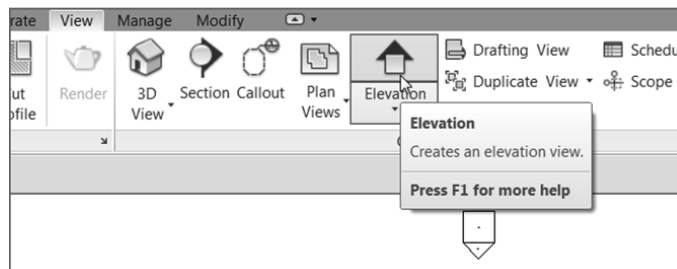 rate View Manage Modify
Drafting View Schedu
Duplicate View Scope
ut
ofile
Render
3D
View
Section
Callout
Plan
Views
Elevation
Elevation
Creates an elevation view.
Press F1 for more help